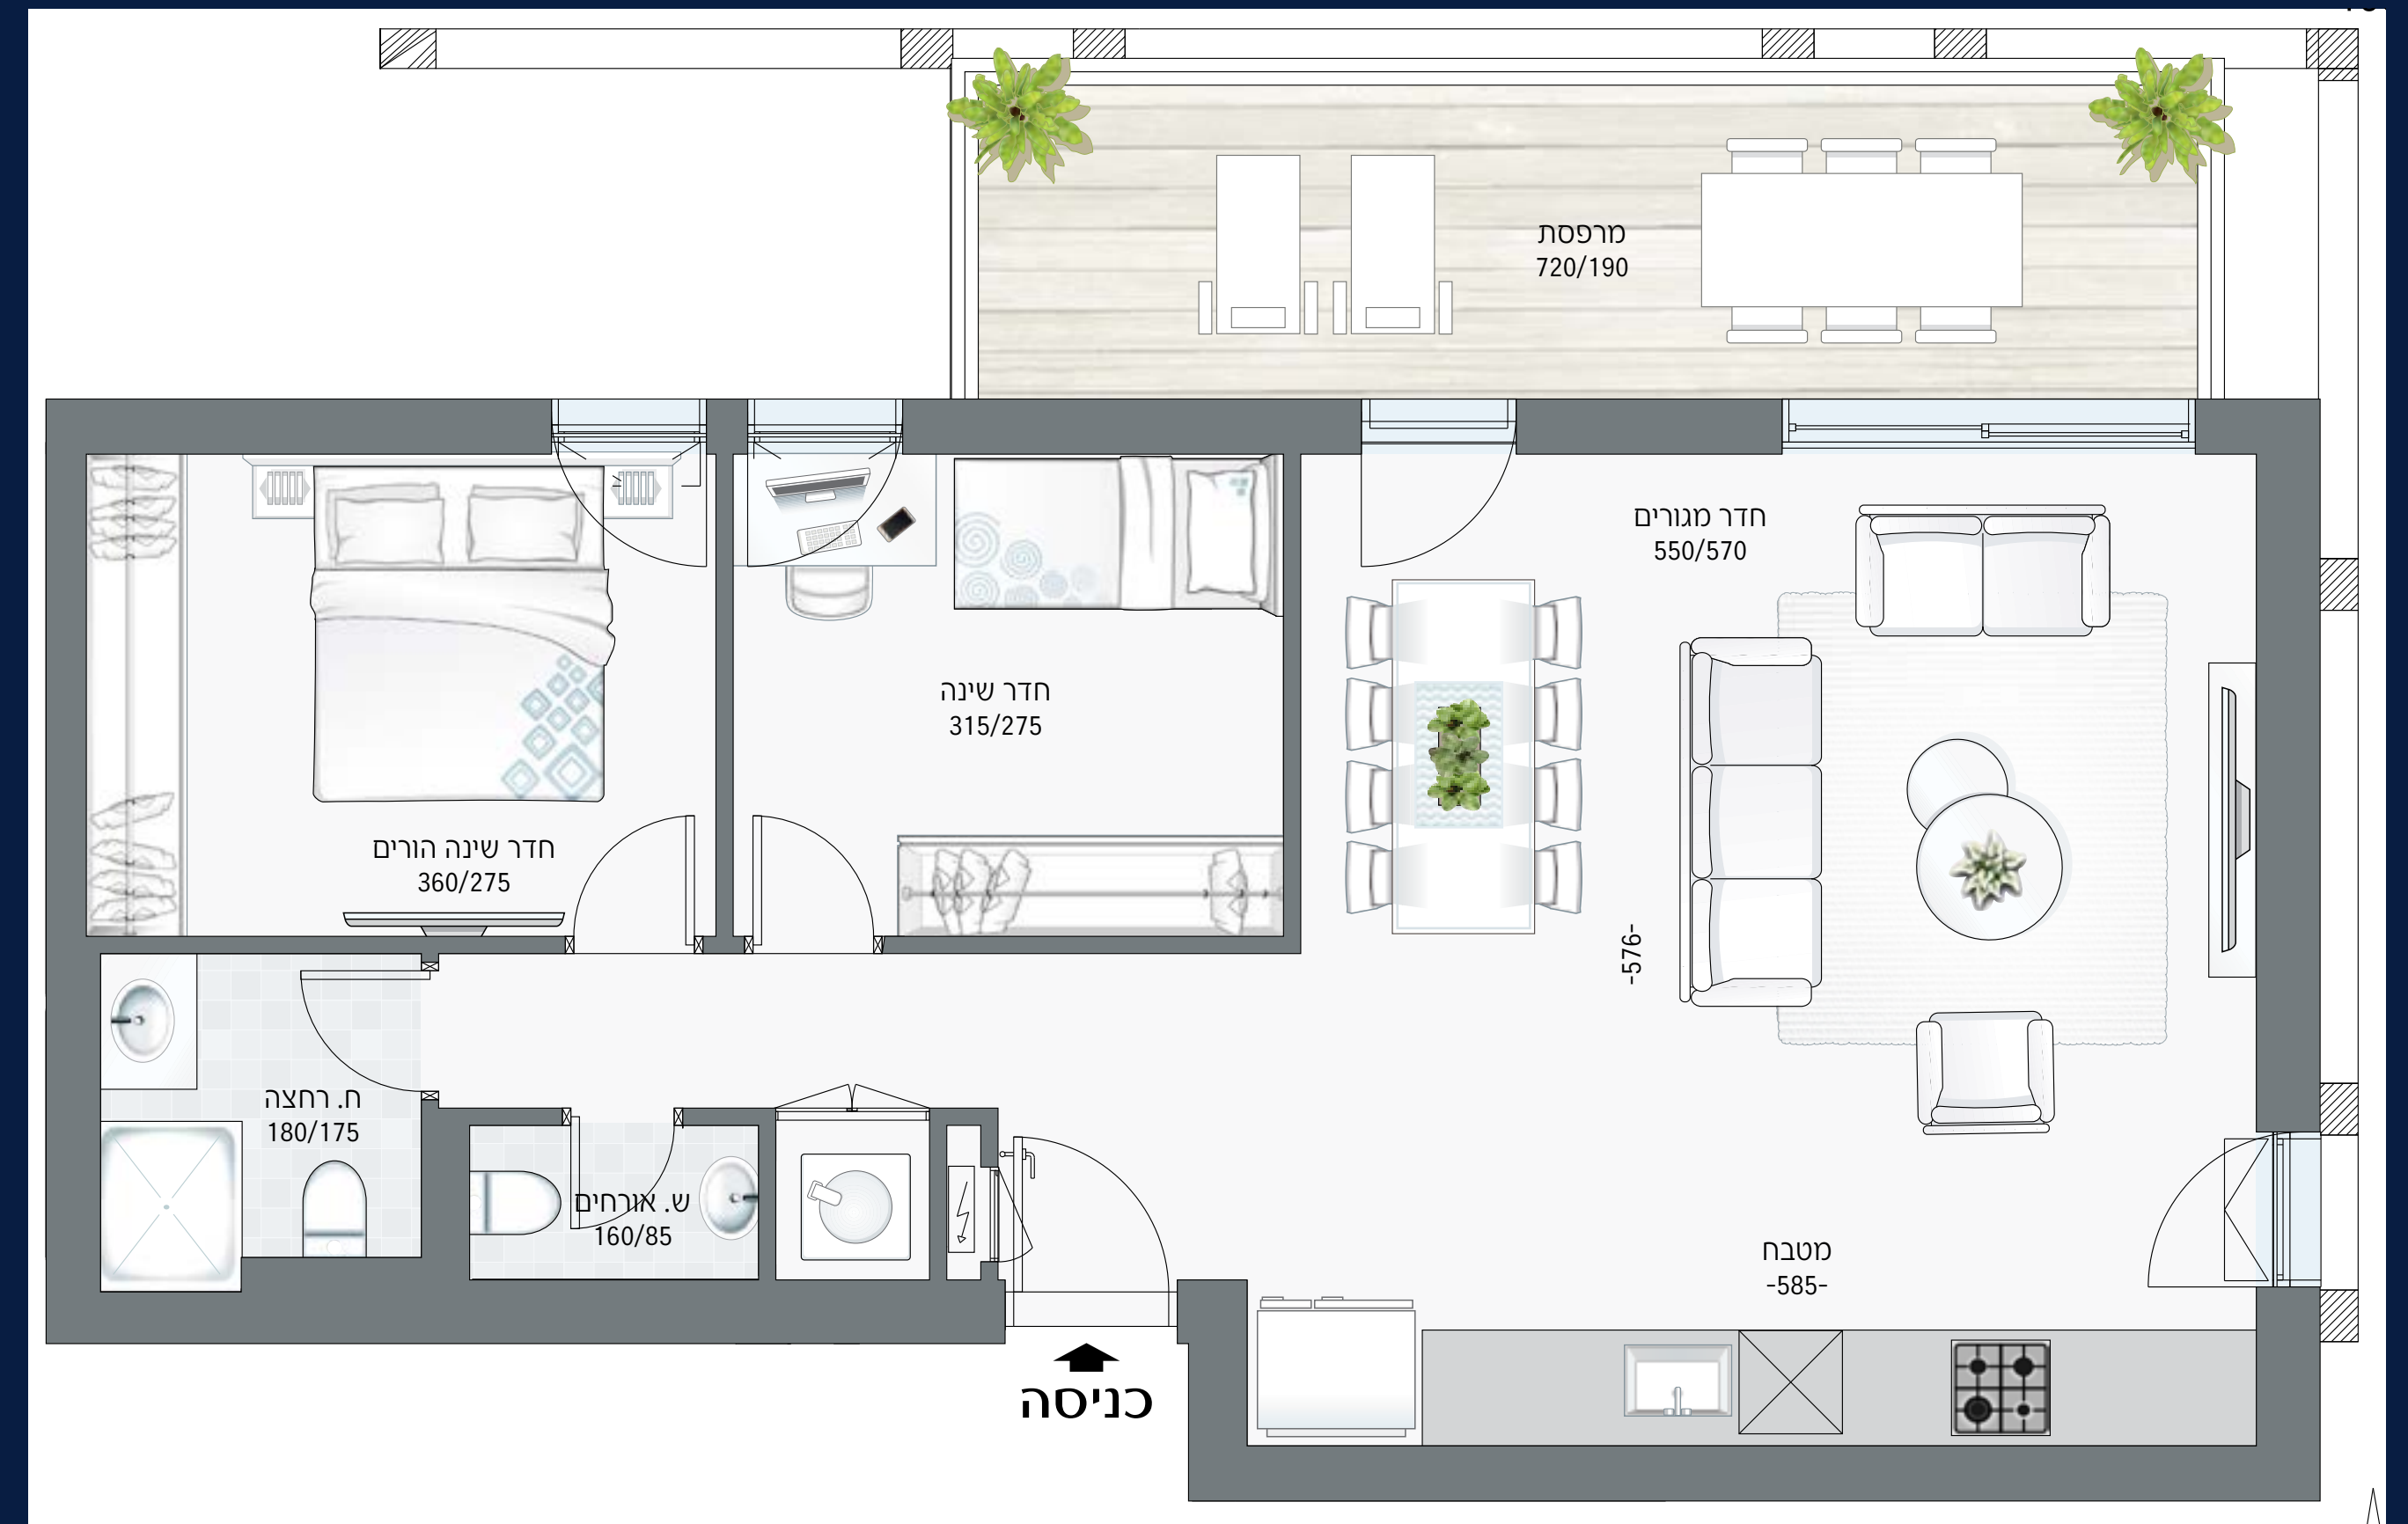 מרפסת
720/190
חדר מגורים
550/570
חדר שינה
315/275
חדר שינה הורים
360/275
-576-
ח. רחצה
180/175
ש. אורחים
160/85
מטבח
-585-
כניסה